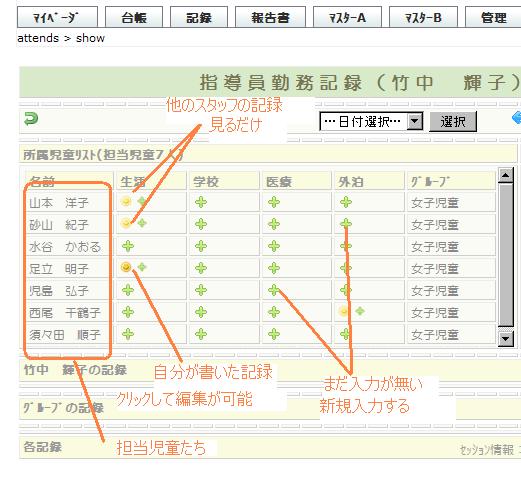 ﾏｲﾍﾟｰｼﾞ 台帳 記録 報告書 ﾏｽﾀｰA ﾏｽﾀｰB 管理
attends > show
指導員勤務記録（竹中　輝子）
他のスタッフの記録
見るだけ
…日付選択… 選択
所属児童ﾘｽﾄ(担当児童7人)
名前 生活 学校 医療 外泊 ｸﾞﾙｰﾌﾟ
山本　洋子 女子児童
砂山　紀子 女子児童
水谷　かおる 女子児童
足立　明子 女子児童
児島　弘子 女子児童
西尾　千鶴子 女子児童
須々田　順子 女子児童
竹中　輝子の記録
自分が書いた記録
クリックして編集が可能
まだ入力が無い
新規入力する
ｸﾞﾙｰﾌﾟの記録
各記録
担当児童たち
ｾｯｼｮﾝ情報：